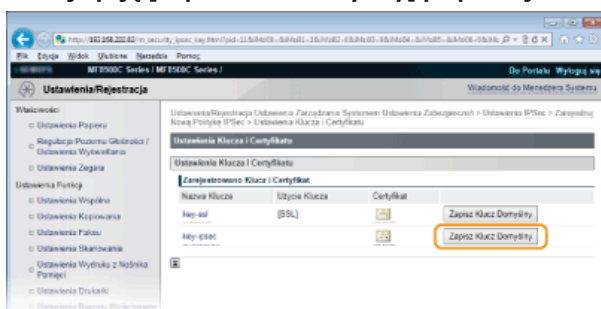 Plik Edycja Widok Ulubione Narzędzia Pomoc
MF8500C Series / MF8500C Series /
Do Portalu Wyloguj się
Ustawienia/Rejestracja
Wiadomość do Menedżera Systemu
Właściwości
Ustawienia Papieru
Regulacja Poziomu Głośności /
Ustawienia Wyświetlania
Ustawienia Zegara
Ustawienia Funkcji
Ustawienia Wspólne
Ustawienia Kopiowania
Ustawienia Faksu
Ustawienia Skanowania
Ustawienia Wydruku z Nośnika
Pamięci
Ustawienia Drukarki
Ustawienia Raportu Wyjściowego
Ustawienia/Rejestracja Ustawienia Zarządzania Systemem Ustawienia Zabezpieczeń > Ustawienia IPSec > Zarejestruj
Nową Politykę IPSec > Ustawienia Klucza i Certyfikatu
Ustawienia Klucza i Certyfikatu
Ustawienia Klucza i Certyfikatu
Zarejestrowano Klucz i Certyfikat
Nazwa Klucza Użycie Klucza Certyfikat
key-ssl [SSL] Zapisz Klucz Domyślny
key-ipsec Zapisz Klucz Domyślny